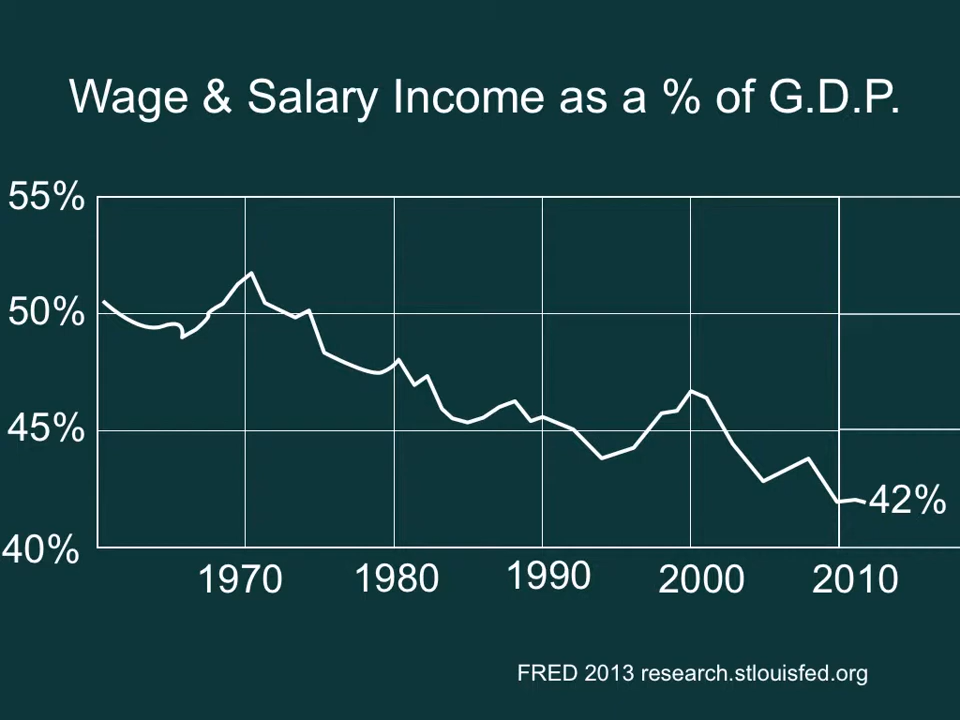 Wage & Salary Income as a % of G.D.P.
55%
50%
45%
42%
40%
1970 1980 1990 2000 2010
FRED 2013 research.stlouisfed.org